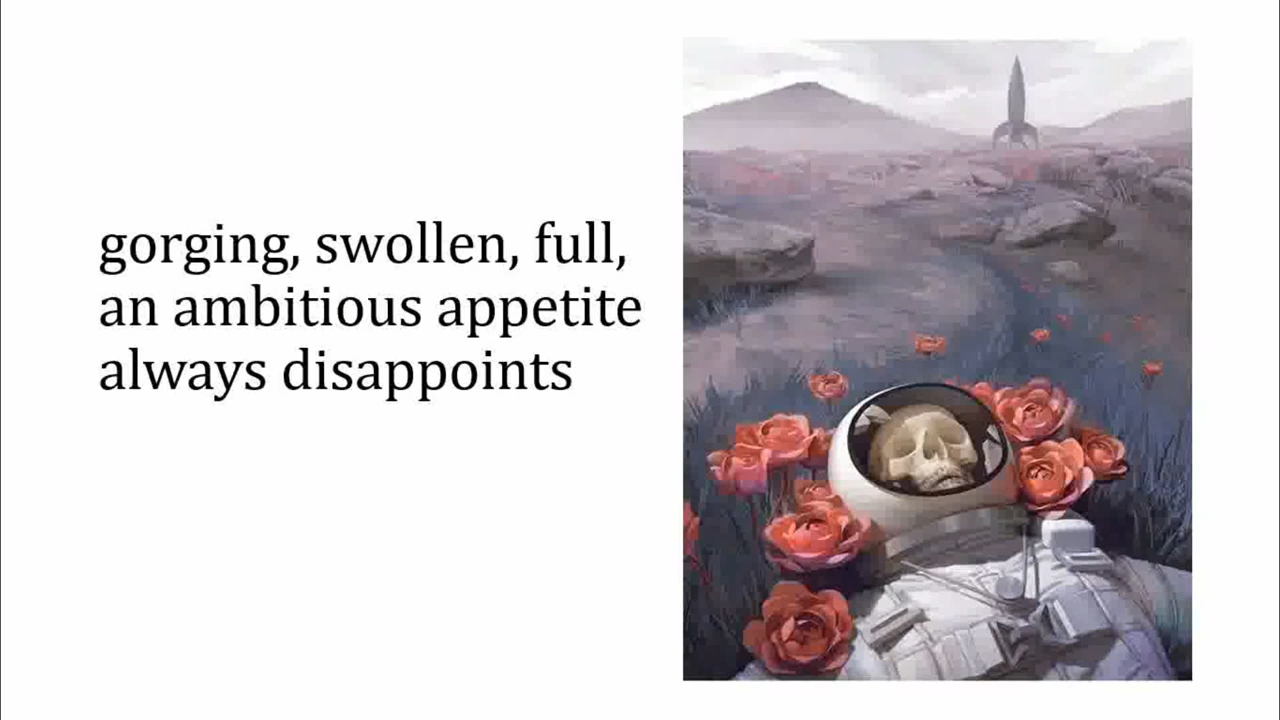 gorging, swollen, full,
an ambitious appetite
always disappoints